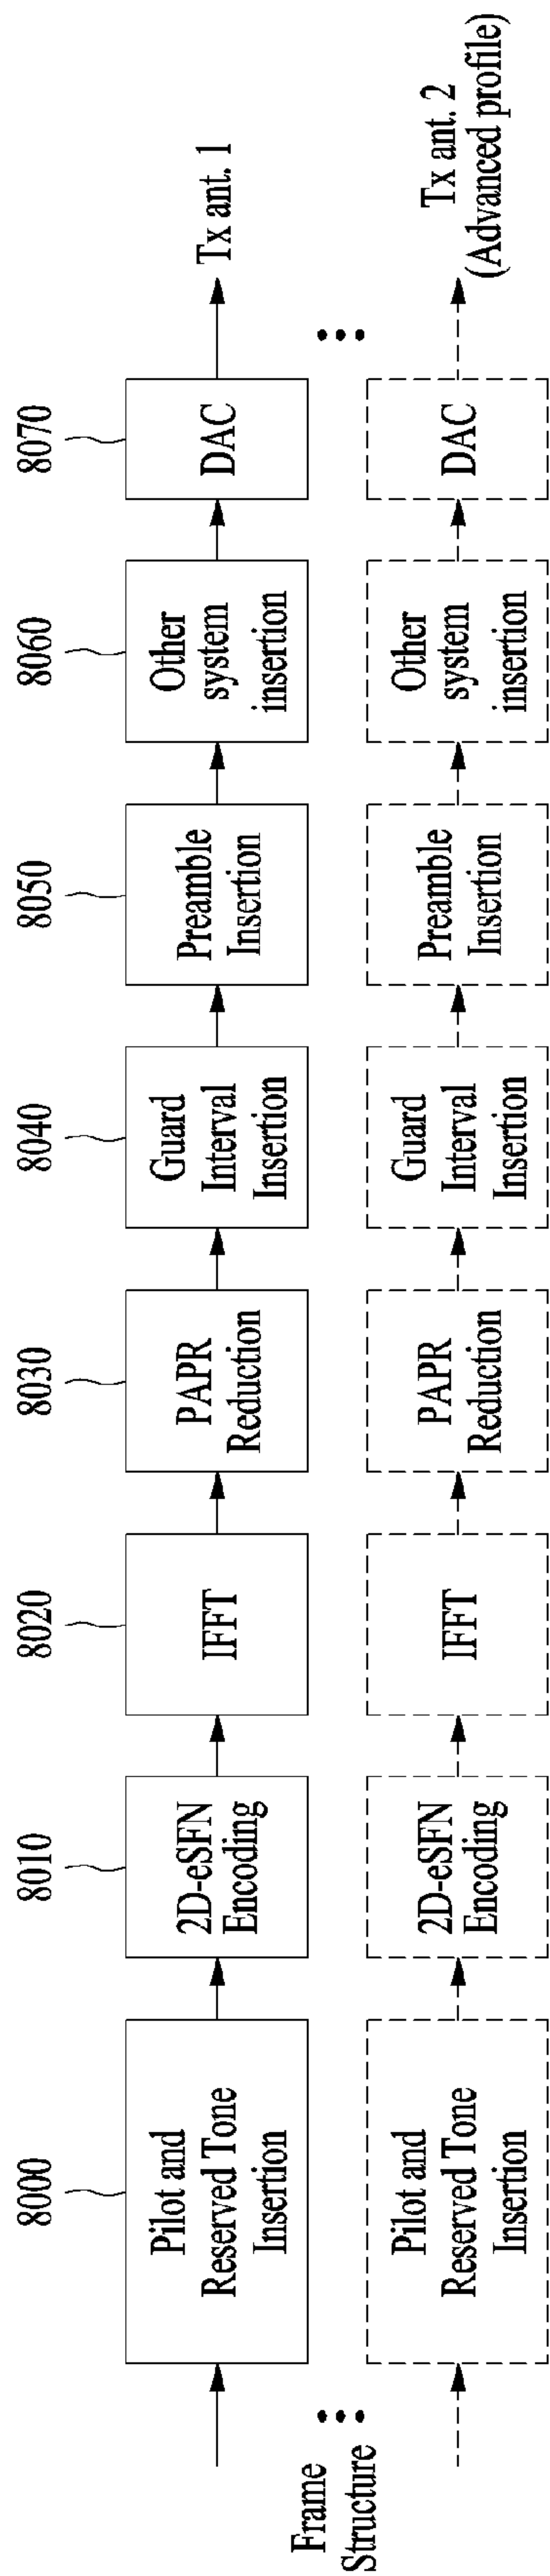 8000
8010
8020
8030
8040
8050
8060
8070
Frame
Structure
Pilot and
Reserved Tone
Insertion
2D-eSFN
Encoding
IFFT
PAPR
Reduction
Guard
Interval
Insertion
Preamble
Insertion
Other
system
insertion
DAC
Tx ant. 1
Pilot and
Reserved Tone
Insertion
2D-eSFN
Encoding
IFFT
PAPR
Reduction
Guard
Interval
Insertion
Preamble
Insertion
Other
system
insertion
DAC
Tx ant. 2
(Advanced profile)